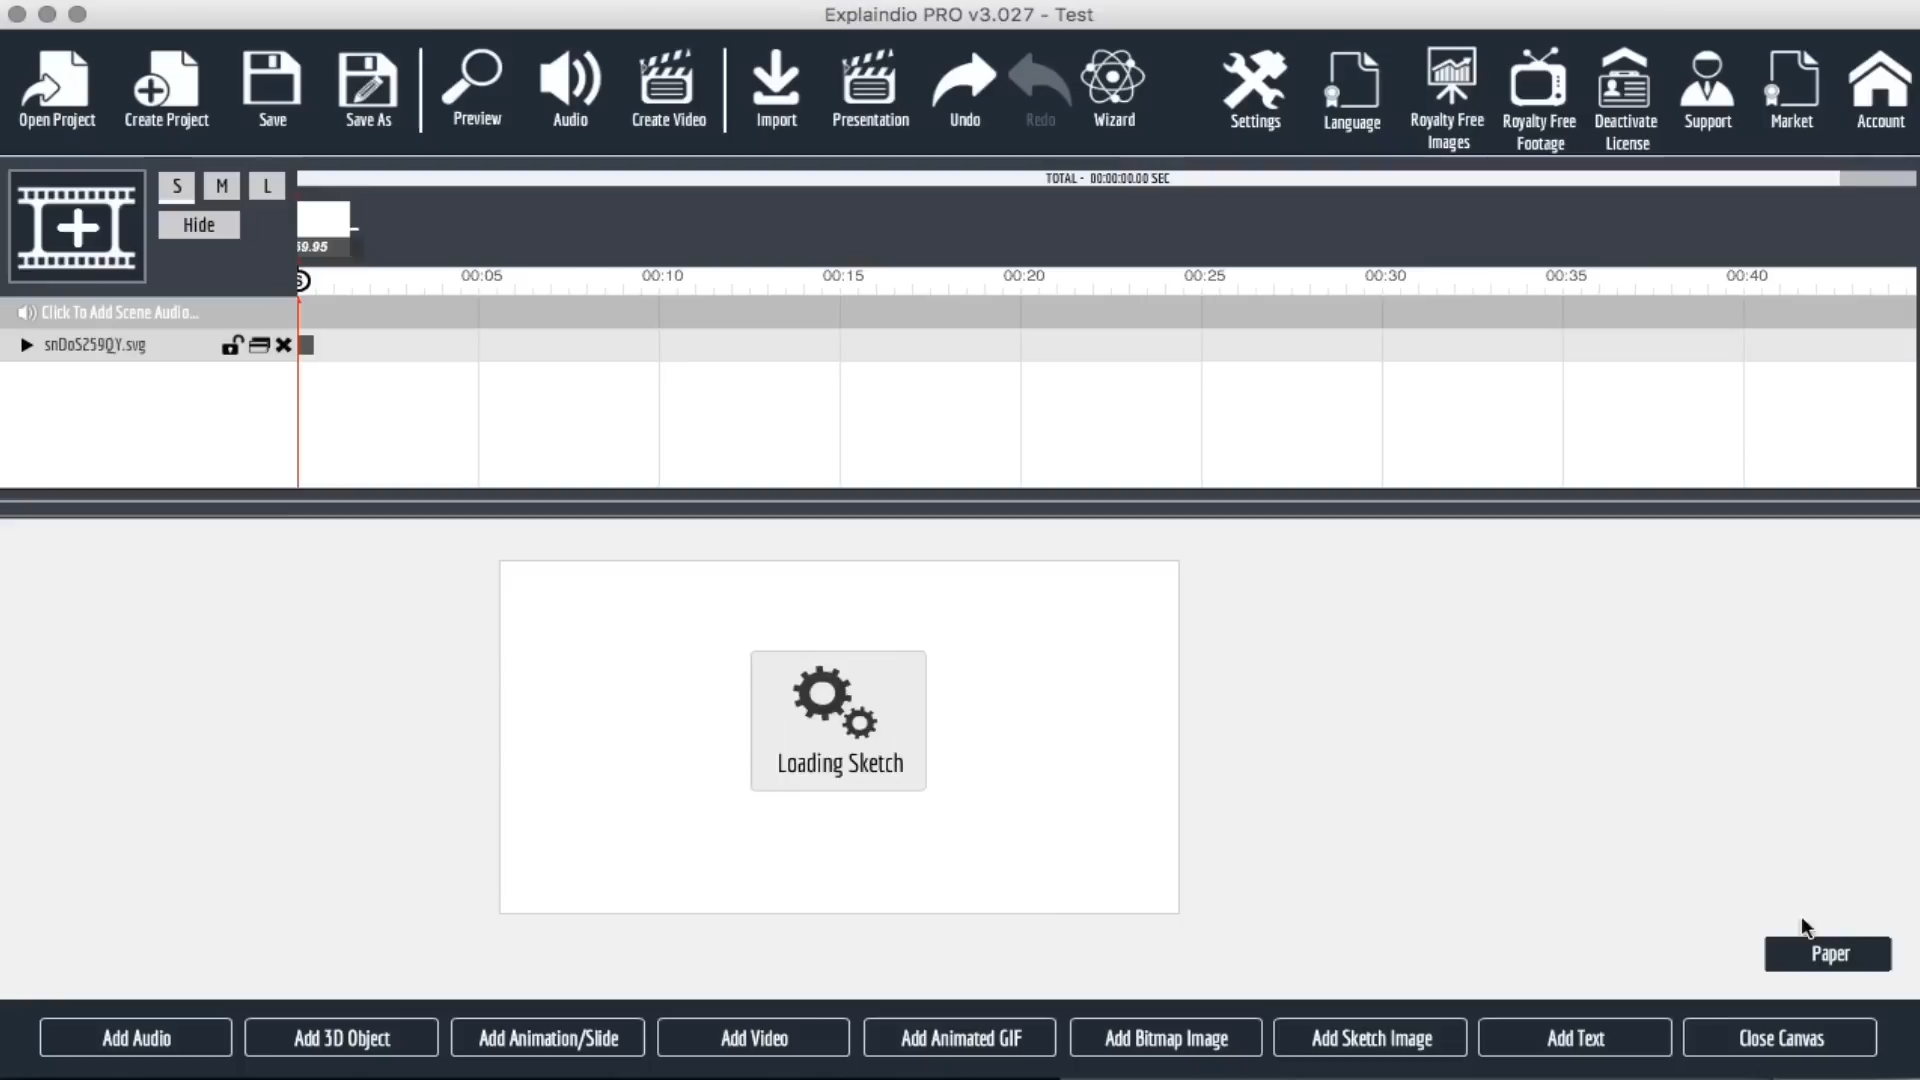 Explaindio PRO v3.027 - Test
Open Project
Create Project
Save
Save As
Preview
Audio
Create Video
Import
Presentation
Undo
Redo
Wizard
Settings
Language
Royalty Free
Images
Royalty Free
Footage
Deactivate
License
Support
Market
Account
S
M
L
Hide
TOTAL - 00:00:00.00 SEC
59.95
S
00:05
00:10
00:15
00:20
00:25
00:30
00:35
00:40
Click To Add Scene Audio...
snDoS259QY.svg
Loading Sketch
Paper
Add Audio
Add 3D Object
Add Animation/Slide
Add Video
Add Animated GIF
Add Bitmap Image
Add Sketch Image
Add Text
Close Canvas